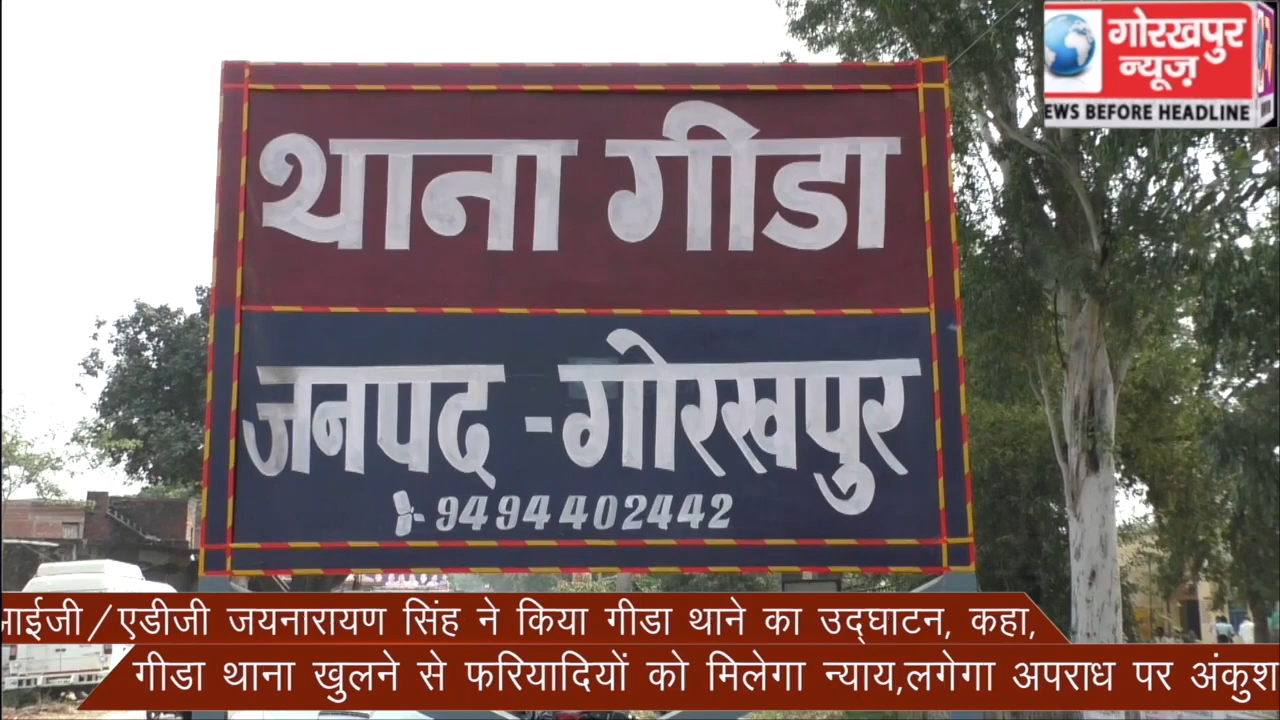 गोरखपुर
न्यूज़
EWS BEFORE HEADLINE
थाना गीडा
जनपद - गोरखपुर
- 9494402442
आईजी/एडीजी जयनारायण सिंह ने किया गीडा थाने का उद्घाटन, कहा,
गीडा थाना खुलने से फरियादियों को मिलेगा न्याय,लगेगा अपराध पर अंकुश